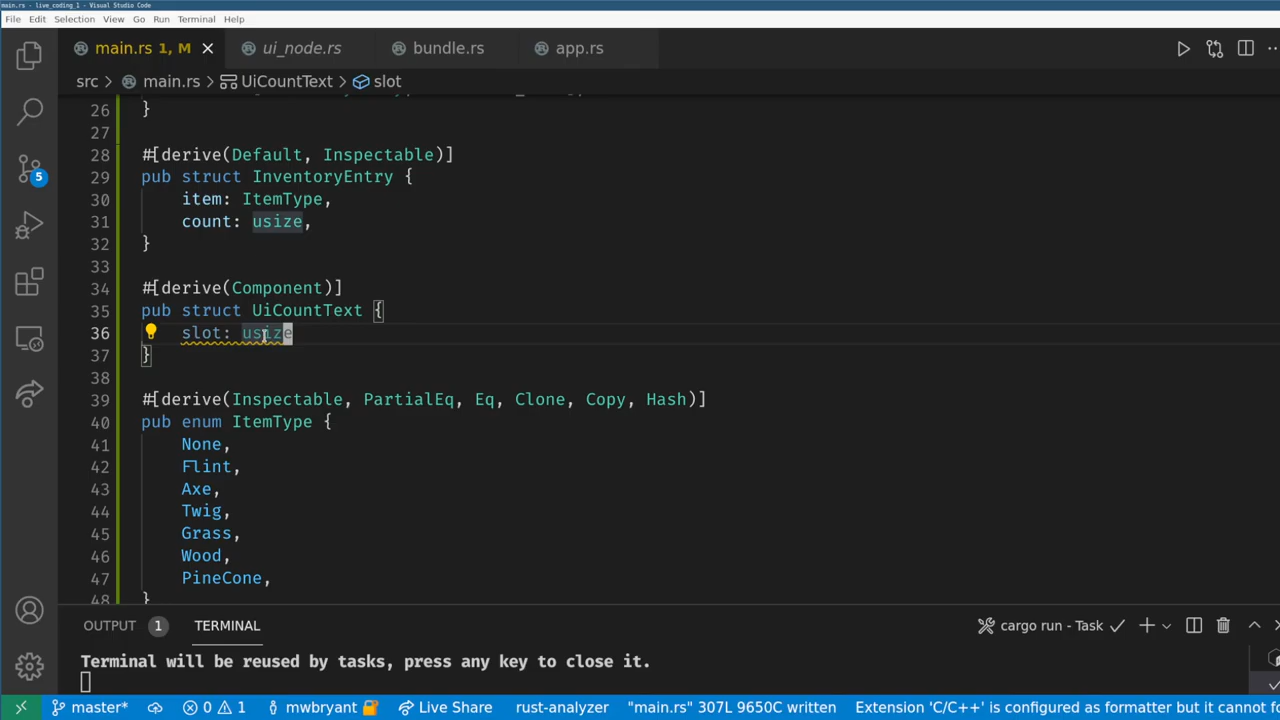 main.rs - live_coding_1 - Visual Studio Code
File Edit Selection View Go Run Terminal Help
main.rs 1, M
ui_node.rs
bundle.rs
app.rs
src > main.rs > UiCountText > slot
26 }
27
28 #[derive(Default, Inspectable)]
29 pub struct InventoryEntry {
30 item: ItemType,
31 count: usize,
32 }
33
34 #[derive(Component)]
35 pub struct UiCountText {
36 slot: usize
37 }
38
39 #[derive(Inspectable, PartialEq, Eq, Clone, Copy, Hash)]
40 pub enum ItemType {
41 None,
42 Flint,
43 Axe,
44 Twig,
45 Grass,
46 Wood,
47 PineCone,
48 }
5
OUTPUT 1 TERMINAL cargo run - Task
Terminal will be reused by tasks, press any key to close it.
master* 0 1 mwbryant Live Share rust-analyzer "main.rs" 307L 9650C written Extension 'C/C++' is configured as formatter but it cannot fo